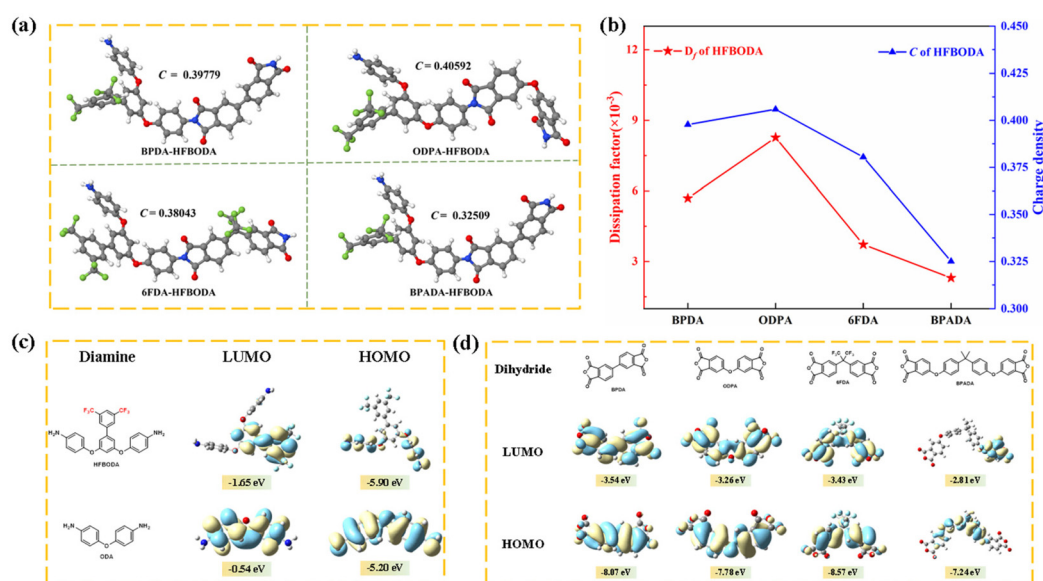 (a)
C = 0.39779
BPDA-HFBODA
C = 0.40592
ODPA-HFBODA
C = 0.38043
6FDA-HFBODA
C = 0.32509
BPADA-HFBODA
(b)
Df of HFBODA
C of HFBODA
Dissipation factor(×10⁻³)
12
9
6
3
Charge density
0.450
0.425
0.400
0.375
0.350
0.325
0.300
BPDA ODPA 6FDA BPADA
(c)
Diamine LUMO HOMO
F₃C CF₃
H₂N O O NH₂
HFBODA
-1.65 eV -5.90 eV
H₂N O NH₂
ODA
-0.54 eV -5.20 eV
(d)
Dihydride
BPDA ODPA 6FDA BPADA
F₃C CF₃
LUMO
-3.54 eV -3.26 eV -3.43 eV -2.81 eV
HOMO
-8.07 eV -7.78 eV -8.57 eV -7.24 eV